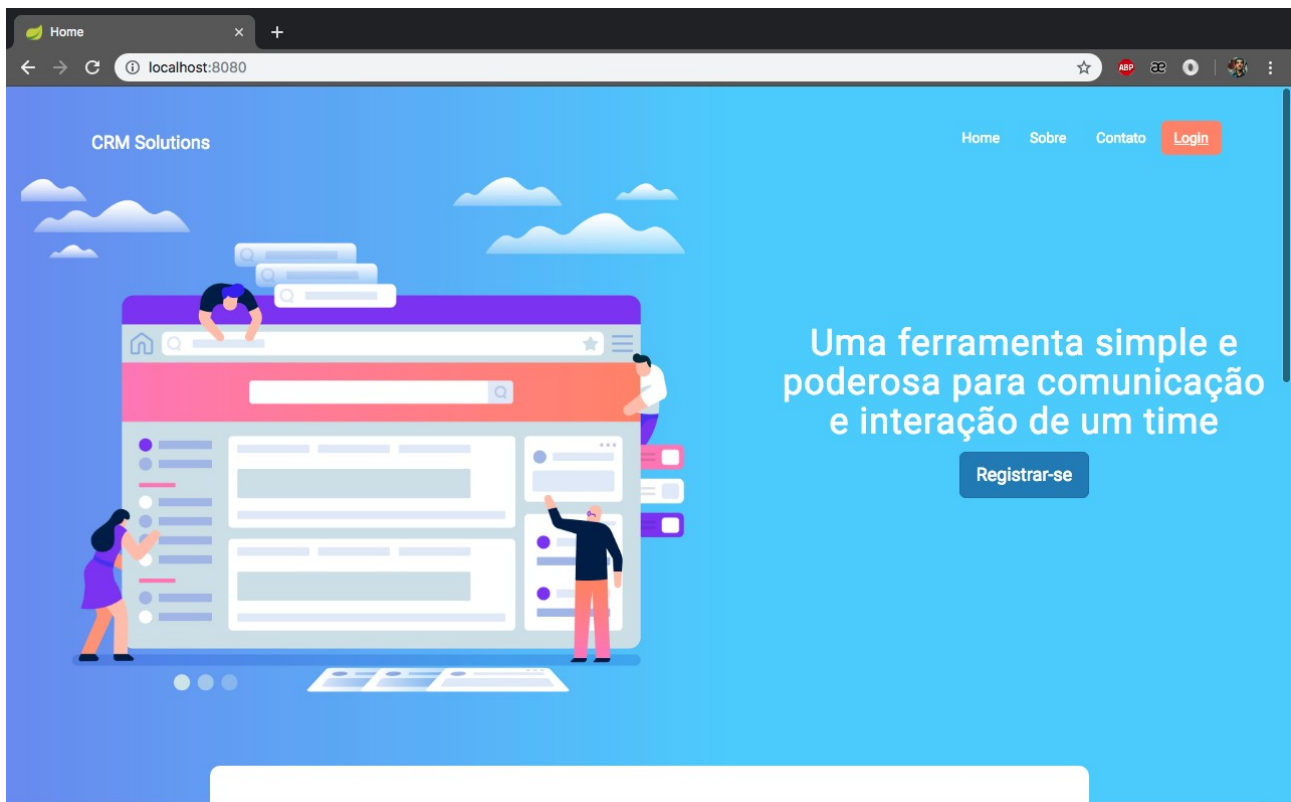 Home
localhost:8080
ABP
æ
CRM Solutions
Home Sobre Contato Login
Uma ferramenta simple e
poderosa para comunicação
e interação de um time
Registrar-se